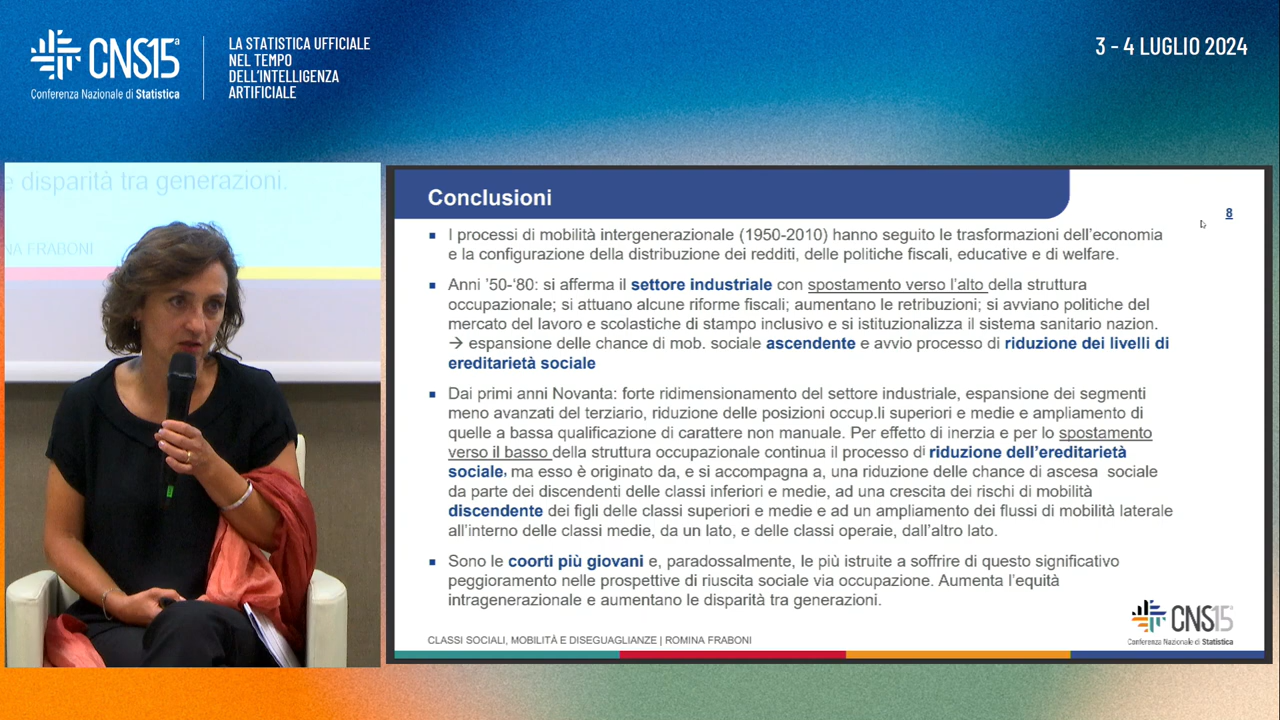 CNS15ª
Conferenza Nazionale di Statistica
LA STATISTICA UFFICIALE
NEL TEMPO
DELL'INTELLIGENZA
ARTIFICIALE
3 - 4 LUGLIO 2024
e disparità tra generazioni.
NA FRABONI
Conclusioni
8
▪ I processi di mobilità intergenerazionale (1950-2010) hanno seguito le trasformazioni dell'economia
e la configurazione della distribuzione dei redditi, delle politiche fiscali, educative e di welfare.
▪ Anni '50-'80: si afferma il settore industriale con spostamento verso l'alto della struttura
occupazionale; si attuano alcune riforme fiscali; aumentano le retribuzioni; si avviano politiche del
mercato del lavoro e scolastiche di stampo inclusivo e si istituzionalizza il sistema sanitario nazion.
→ espansione delle chance di mob. sociale ascendente e avvio processo di riduzione dei livelli di
ereditarietà sociale
▪ Dai primi anni Novanta: forte ridimensionamento del settore industriale, espansione dei segmenti
meno avanzati del terziario, riduzione delle posizioni occup.li superiori e medie e ampliamento di
quelle a bassa qualificazione di carattere non manuale. Per effetto di inerzia e per lo spostamento
verso il basso della struttura occupazionale continua il processo di riduzione dell'ereditarietà
sociale, ma esso è originato da, e si accompagna a, una riduzione delle chance di ascesa sociale
da parte dei discendenti delle classi inferiori e medie, ad una crescita dei rischi di mobilità
discendente dei figli delle classi superiori e medie e ad un ampliamento dei flussi di mobilità laterale
all'interno delle classi medie, da un lato, e delle classi operaie, dall'altro lato.
▪ Sono le coorti più giovani e, paradossalmente, le più istruite a soffrire di questo significativo
peggioramento nelle prospettive di riuscita sociale via occupazione. Aumenta l'equità
intragenerazionale e aumentano le disparità tra generazioni.
CLASSI SOCIALI, MOBILITÀ E DISEGUAGLIANZE | ROMINA FRABONI
CNS15ª
Conferenza Nazionale di Statistica